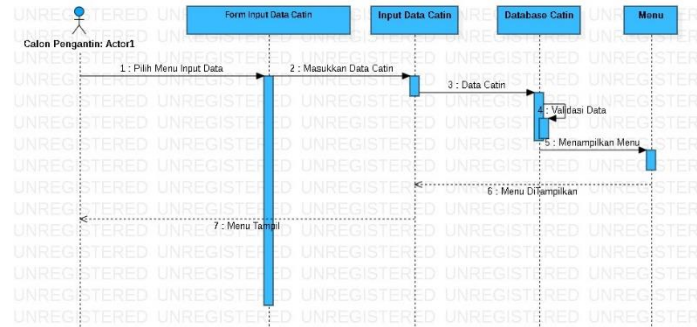 Form Input Data Catin
Input Data Catin
Database Catin
Menu
Calon Pengantin: Actor1
1 : Pilih Menu Input Data
2 : Masukkan Data Catin
3 : Data Catin
4 : Validasi Data
5 : Menampilkan Menu
6 : Menu DiTampilkan
7 : Menu Tampil
UNREGISTERED